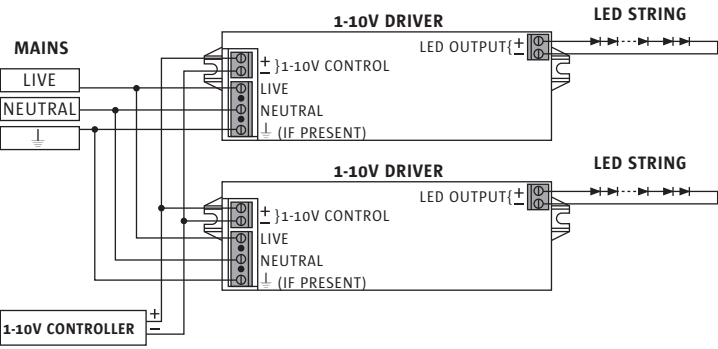 1-10V DRIVER
LED STRING
LED OUTPUT{+
−
MAINS
+
− }1-10V CONTROL
LIVE
LIVE
NEUTRAL
NEUTRAL
⏚ (IF PRESENT)
⏚
1-10V DRIVER
LED STRING
LED OUTPUT{+
−
+
− }1-10V CONTROL
LIVE
NEUTRAL
⏚ (IF PRESENT)
+
1-10V CONTROLLER −